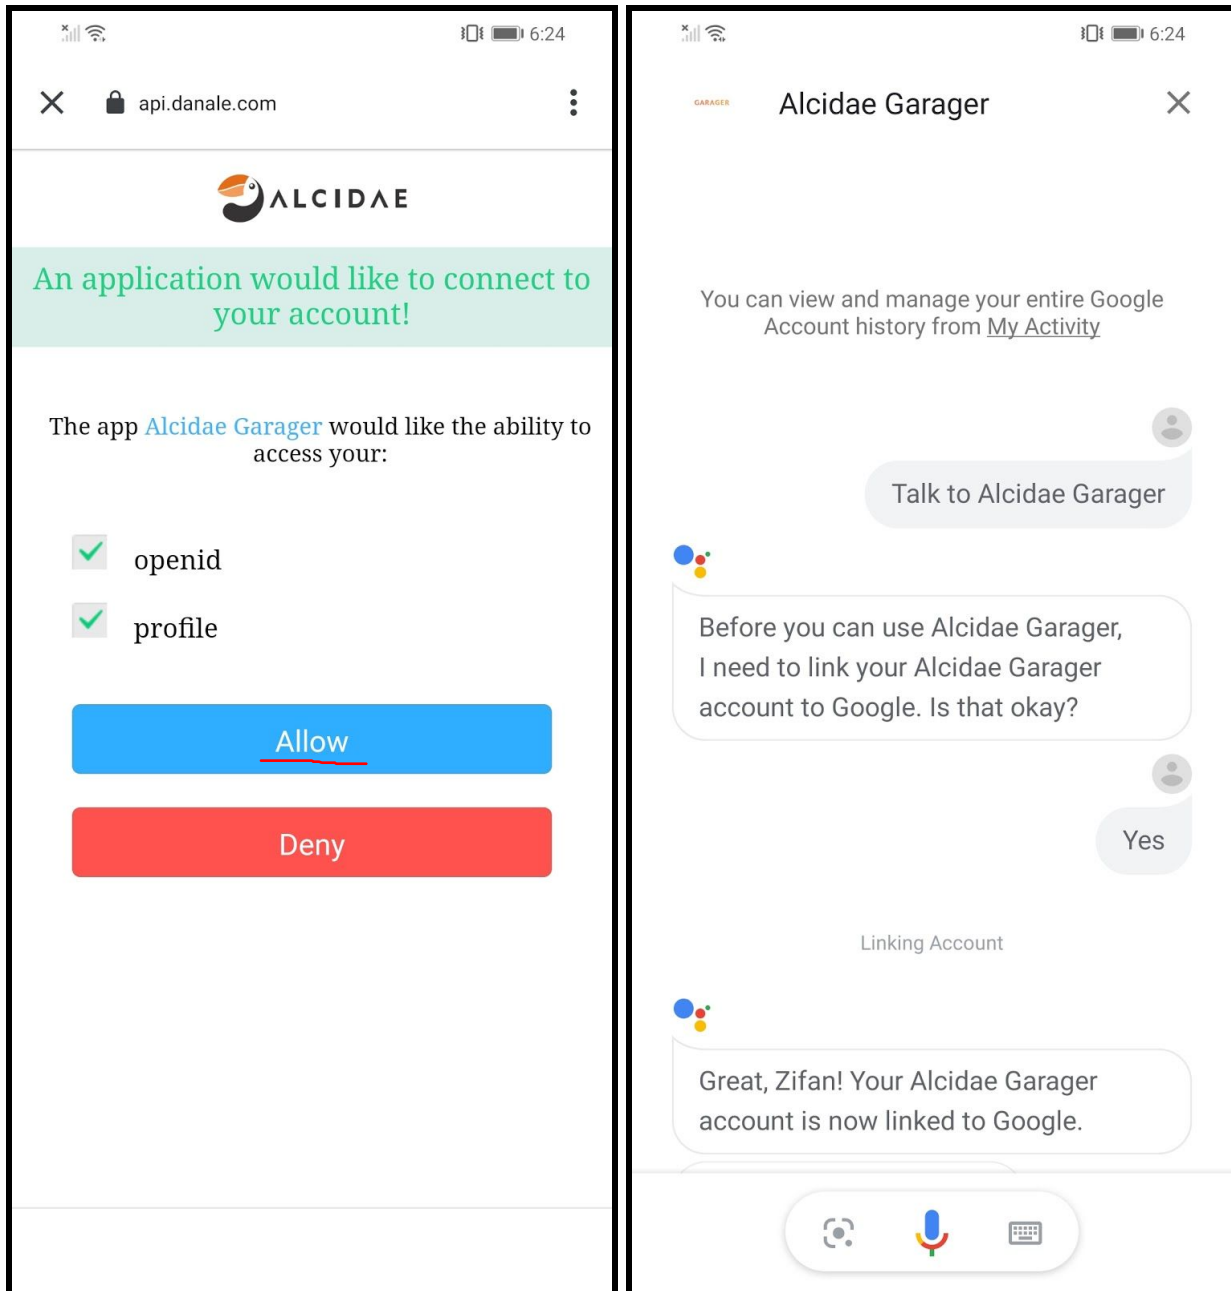 6:24
api.danale.com
ALCIDAE
An application would like to connect to
your account!
The app Alcidae Garager would like the ability to
access your:
openid
profile
Allow
Deny
6:24
GARAGER
Alcidae Garager
You can view and manage your entire Google
Account history from My Activity
Talk to Alcidae Garager
Before you can use Alcidae Garager,
I need to link your Alcidae Garager
account to Google. Is that okay?
Yes
Linking Account
Great, Zifan! Your Alcidae Garager
account is now linked to Google.